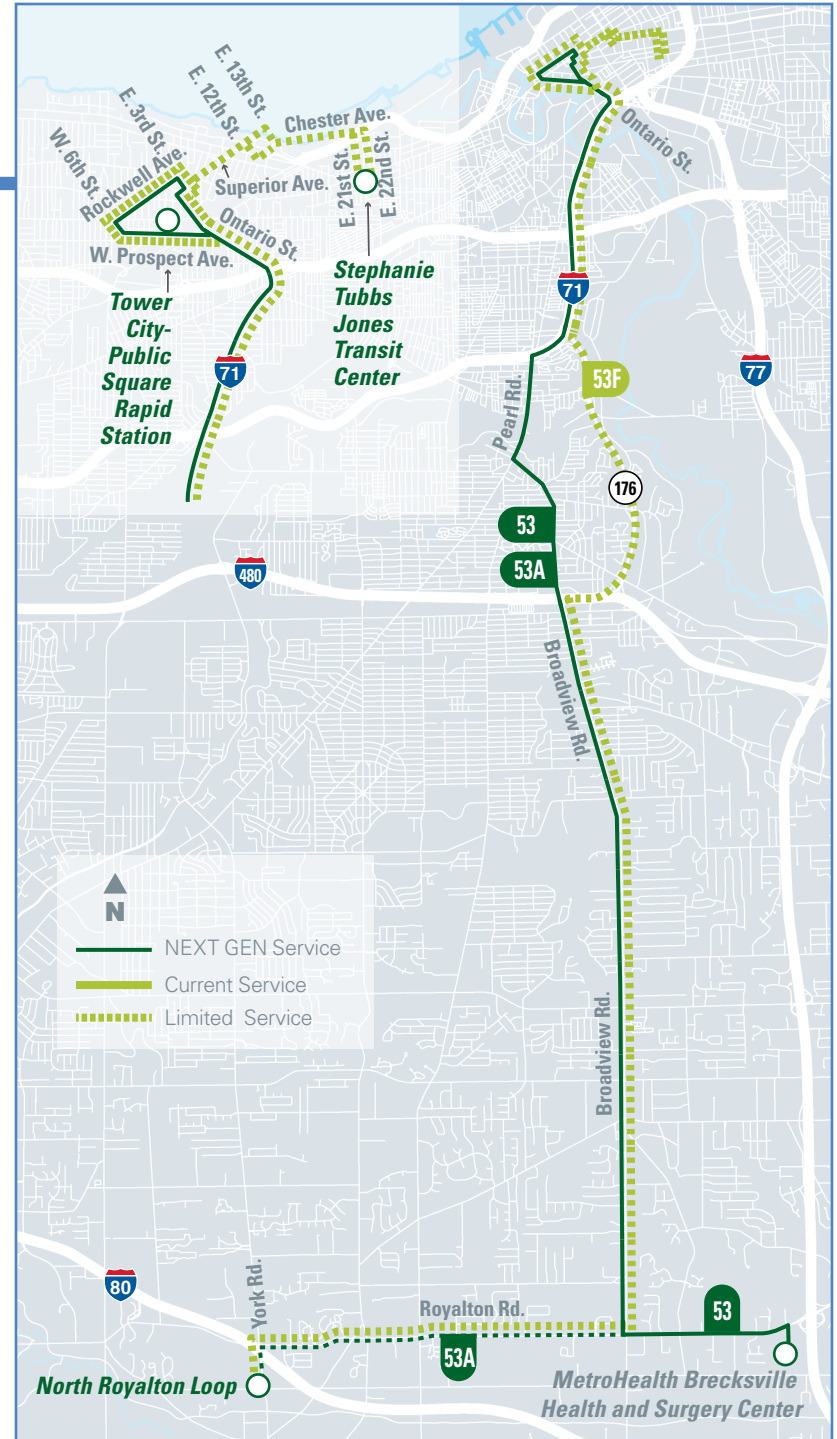 E. 13th St.
E. 12th St.
Chester Ave.
E. 3rd St.
W. 6th St.
Rockwell Ave.
Superior Ave.
E. 21st St.
E. 22nd St.
Ontario St.
W. Prospect Ave.
Tower
City-
Public
Square
Rapid
Station
Stephanie
Tubbs
Jones
Transit
Center
71
Ontario St.
71
77
53F
Pearl Rd.
176
53
53A
480
Broadview Rd.
N
NEXT GEN Service
Current Service
Limited Service
Broadview Rd.
80
York Rd.
Royalton Rd.
53
53A
North Royalton Loop
MetroHealth Brecksville
Health and Surgery Center